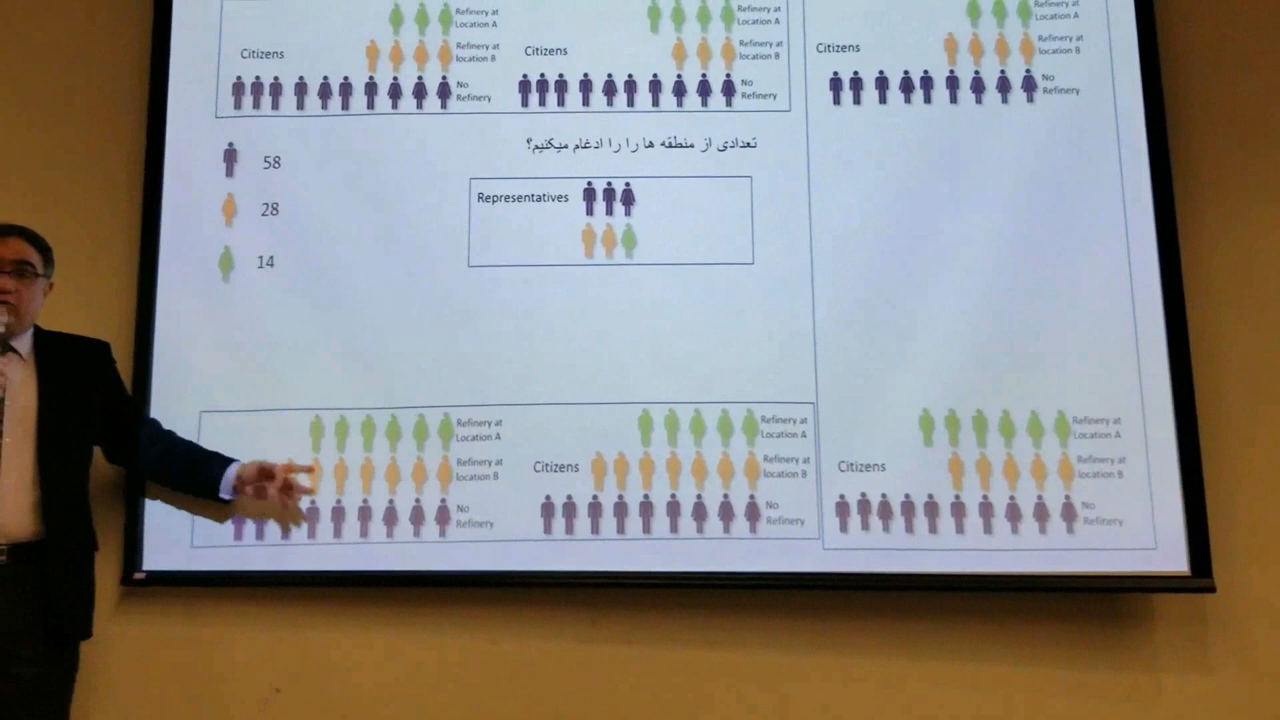 Refinery at
Location A
Citizens
Refinery at
location B
No
Refinery
Refinery at
Location A
Citizens
Refinery at
location B
No
Refinery
Refinery at
Location A
Citizens
Refinery at
location B
No
Refinery
58
28
14
تعدادی از منطقه ها را را ادغام میکنیم؟
Representatives
Refinery at
Location A
Refinery at
location B
No
Refinery
Refinery at
Location A
Citizens
Refinery at
location B
No
Refinery
Refinery at
Location A
Citizens
Refinery at
location B
No
Refinery